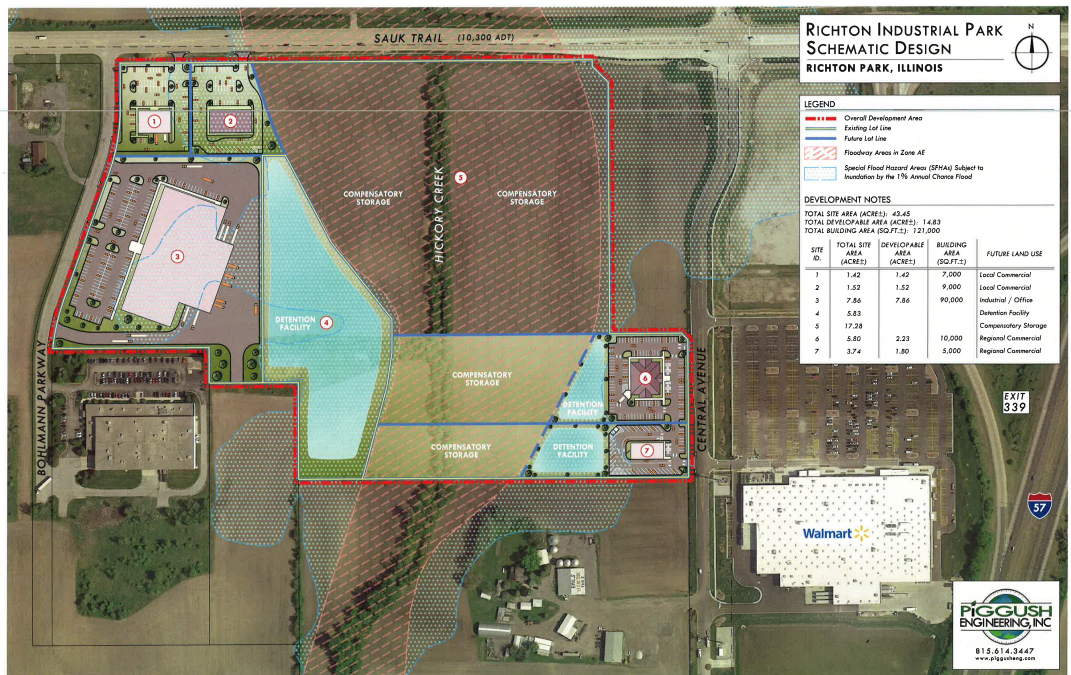 RICHTON INDUSTRIAL PARK
SCHEMATIC DESIGN
RICHTON PARK, ILLINOIS
N
SAUK TRAIL (10,300 ADT)
LEGEND
Overall Development Area
Existing Lot Line
Future Lot Line
Floodway Areas in Zone AE
Special Flood Hazard Areas (SFHAs) Subject to
Inundation by the 1% Annual Chance Flood
DEVELOPMENT NOTES
TOTAL SITE AREA (ACRE±): 43.45
TOTAL DEVELOPABLE AREA (ACRE±): 14.83
TOTAL BUILDING AREA (SQ.FT.±): 121,000
SITE ID. TOTAL SITE AREA (ACRE±) DEVELOPABLE AREA (ACRE±) BUILDING AREA (SQ.FT.±) FUTURE LAND USE
1 1.42 1.42 7,000 Local Commercial
2 1.52 1.52 9,000 Local Commercial
3 7.86 7.86 90,000 Industrial / Office
4 5.83 Detention Facility
5 17.28 Compensatory Storage
6 5.80 2.23 10,000 Regional Commercial
7 3.74 1.80 5,000 Regional Commercial
1
2
3
4
5
6
7
HICKORY CREEK
COMPENSATORY
STORAGE
COMPENSATORY
STORAGE
DETENTION
FACILITY
COMPENSATORY
STORAGE
DETENTION
FACILITY
COMPENSATORY
STORAGE
DETENTION
FACILITY
BOHLMANN PARKWAY
CENTRAL AVENUE
EXIT
339
57
Walmart
PIGGUSH
ENGINEERING, INC
815.614.3447
www.piggusheng.com